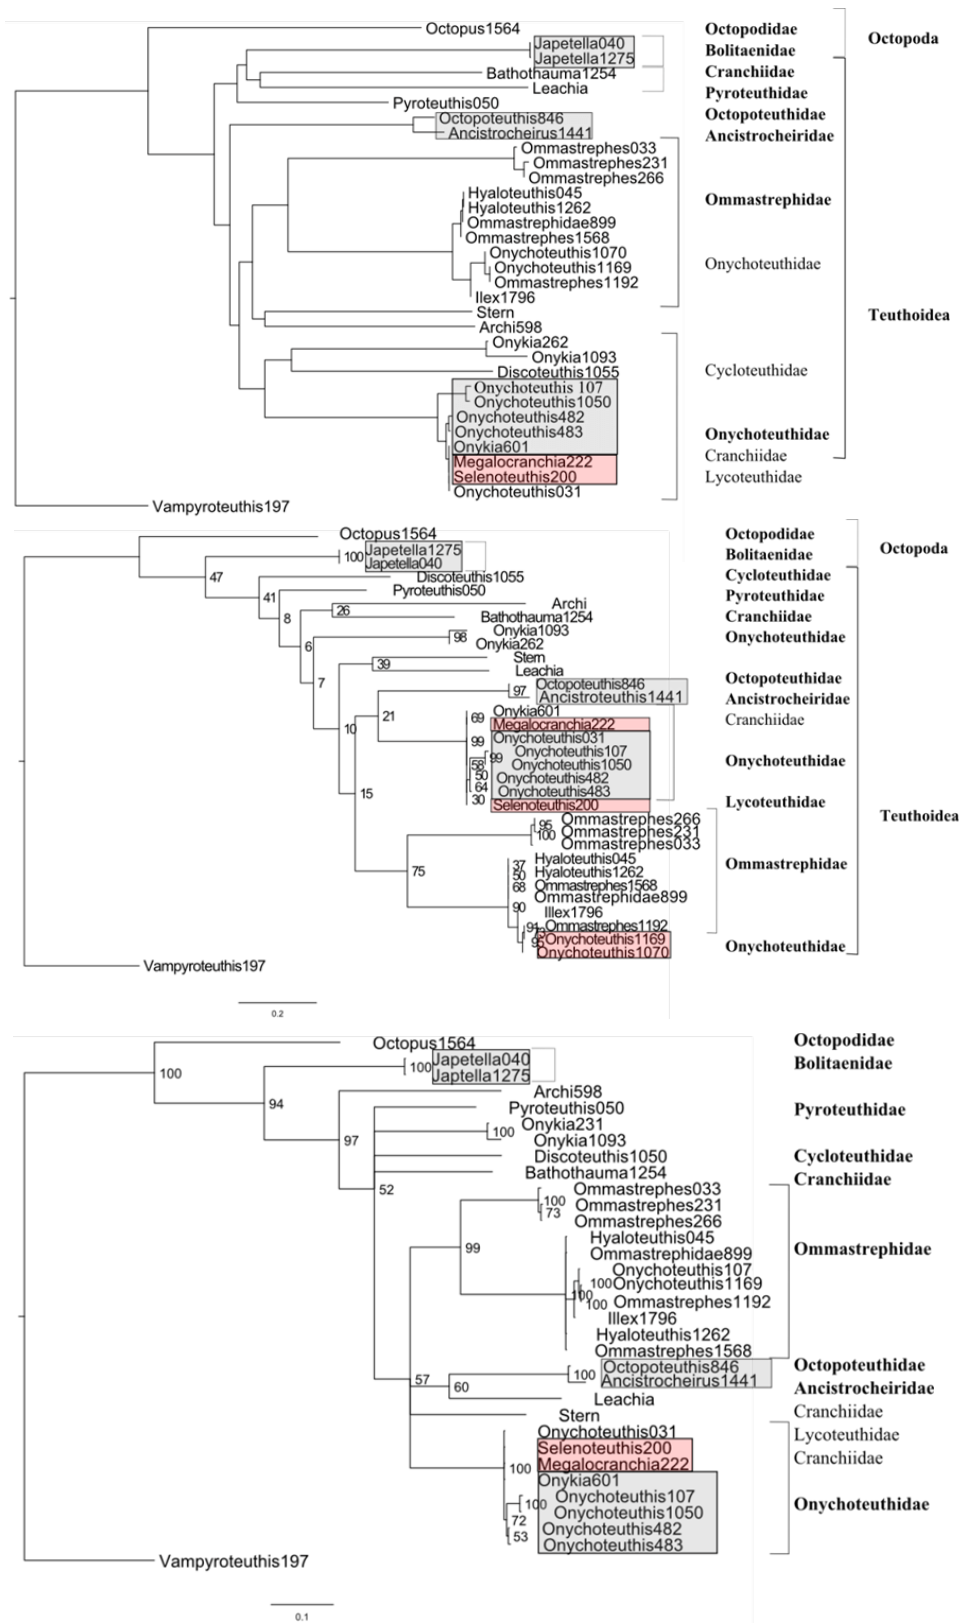 Octopus1564
Octopodidae
Octopoda
Japetella040
Bolitaenidae
Japetella1275
Bathothauma1254
Cranchiidae
Leachia
Pyroteuthidae
Pyroteuthis050
Octopoteuthis846
Octopoteuthidae
Ancistrocheirus1441
Ancistrocheiridae
Ommastrephes033
Ommastrephes231
Ommastrephes266
Hyaloteuthis045
Ommastrephidae
Hyaloteuthis1262
Ommastrephidae899
Ommastrephes1568
Onychoteuthis1070
Onychoteuthidae
Onychoteuthis1169
Ommastrephes1192
Ilex1796
Stern
Teuthoidea
Archi598
Onykia262
Onykia1093
Discoteuthis1055
Cycloteuthidae
Onychoteuthis 107
Onychoteuthis1050
Onychoteuthis482
Onychoteuthis483
Onychoteuthidae
Onykia601
Cranchiidae
Megalocranchia222
Selenoteuthis200
Lycoteuthidae
Onychoteuthis031
Vampyroteuthis197
Octopus1564
Octopodidae
Octopoda
100
Japetella1275
Bolitaenidae
Japetella040
47
Discoteuthis1055
Cycloteuthidae
41
Pyroteuthis050
Pyroteuthidae
8
26
Archi
Bathothauma1254
Cranchiidae
6
98
Onykia1093
Onychoteuthidae
Onykia262
7
39
Stern
Leachia
97
Octopoteuthis846
Octopoteuthidae
Ancistroteuthis1441
Ancistrocheiridae
10
21
69
Onykia601
Cranchiidae
Megalocranchia222
99
Onychoteuthis031
99
Onychoteuthis107
Onychoteuthidae
58
Onychoteuthis1050
50
Onychoteuthis482
64
Onychoteuthis483
15
30
Selenoteuthis200
Lycoteuthidae
Teuthoidea
95
Ommastrephes266
100
Ommastrephes231
Ommastrephes033
75
37
Hyaloteuthis045
Ommastrephidae
50
Hyaloteuthis1262
68
Ommastrephes1568
Ommastrephidae899
90
Illex1796
91
Ommastrephes1192
Onychoteuthis1169
Onychoteuthidae
Onychoteuthis1070
Vampyroteuthis197
0.2
Octopus1564
Octopodidae
100
100
Japetella040
Bolitaenidae
Japtella1275
94
Archi598
97
Pyroteuthis050
Pyroteuthidae
100
Onykia231
Onykia1093
Discoteuthis1050
Cycloteuthidae
Bathothauma1254
Cranchiidae
52
Ommastrephes033
100
Ommastrephes231
73
Ommastrephes266
99
Hyaloteuthis045
Ommastrephidae
Ommastrephidae899
Onychoteuthis107
100
Onychoteuthis1169
100
100
Ommastrephes1192
Illex1796
Hyaloteuthis1262
Ommastrephes1568
57
60
100
Octopoteuthis846
Octopoteuthidae
Ancistrocheirus1441
Ancistrocheiridae
Leachia
Cranchiidae
Stern
Onychoteuthis031
Lycoteuthidae
Selenoteuthis200
Cranchiidae
100
Megalocranchia222
Onykia601
100
Onychoteuthis107
Onychoteuthidae
72
Onychoteuthis1050
53
Onychoteuthis482
Onychoteuthis483
Vampyroteuthis197
0.1